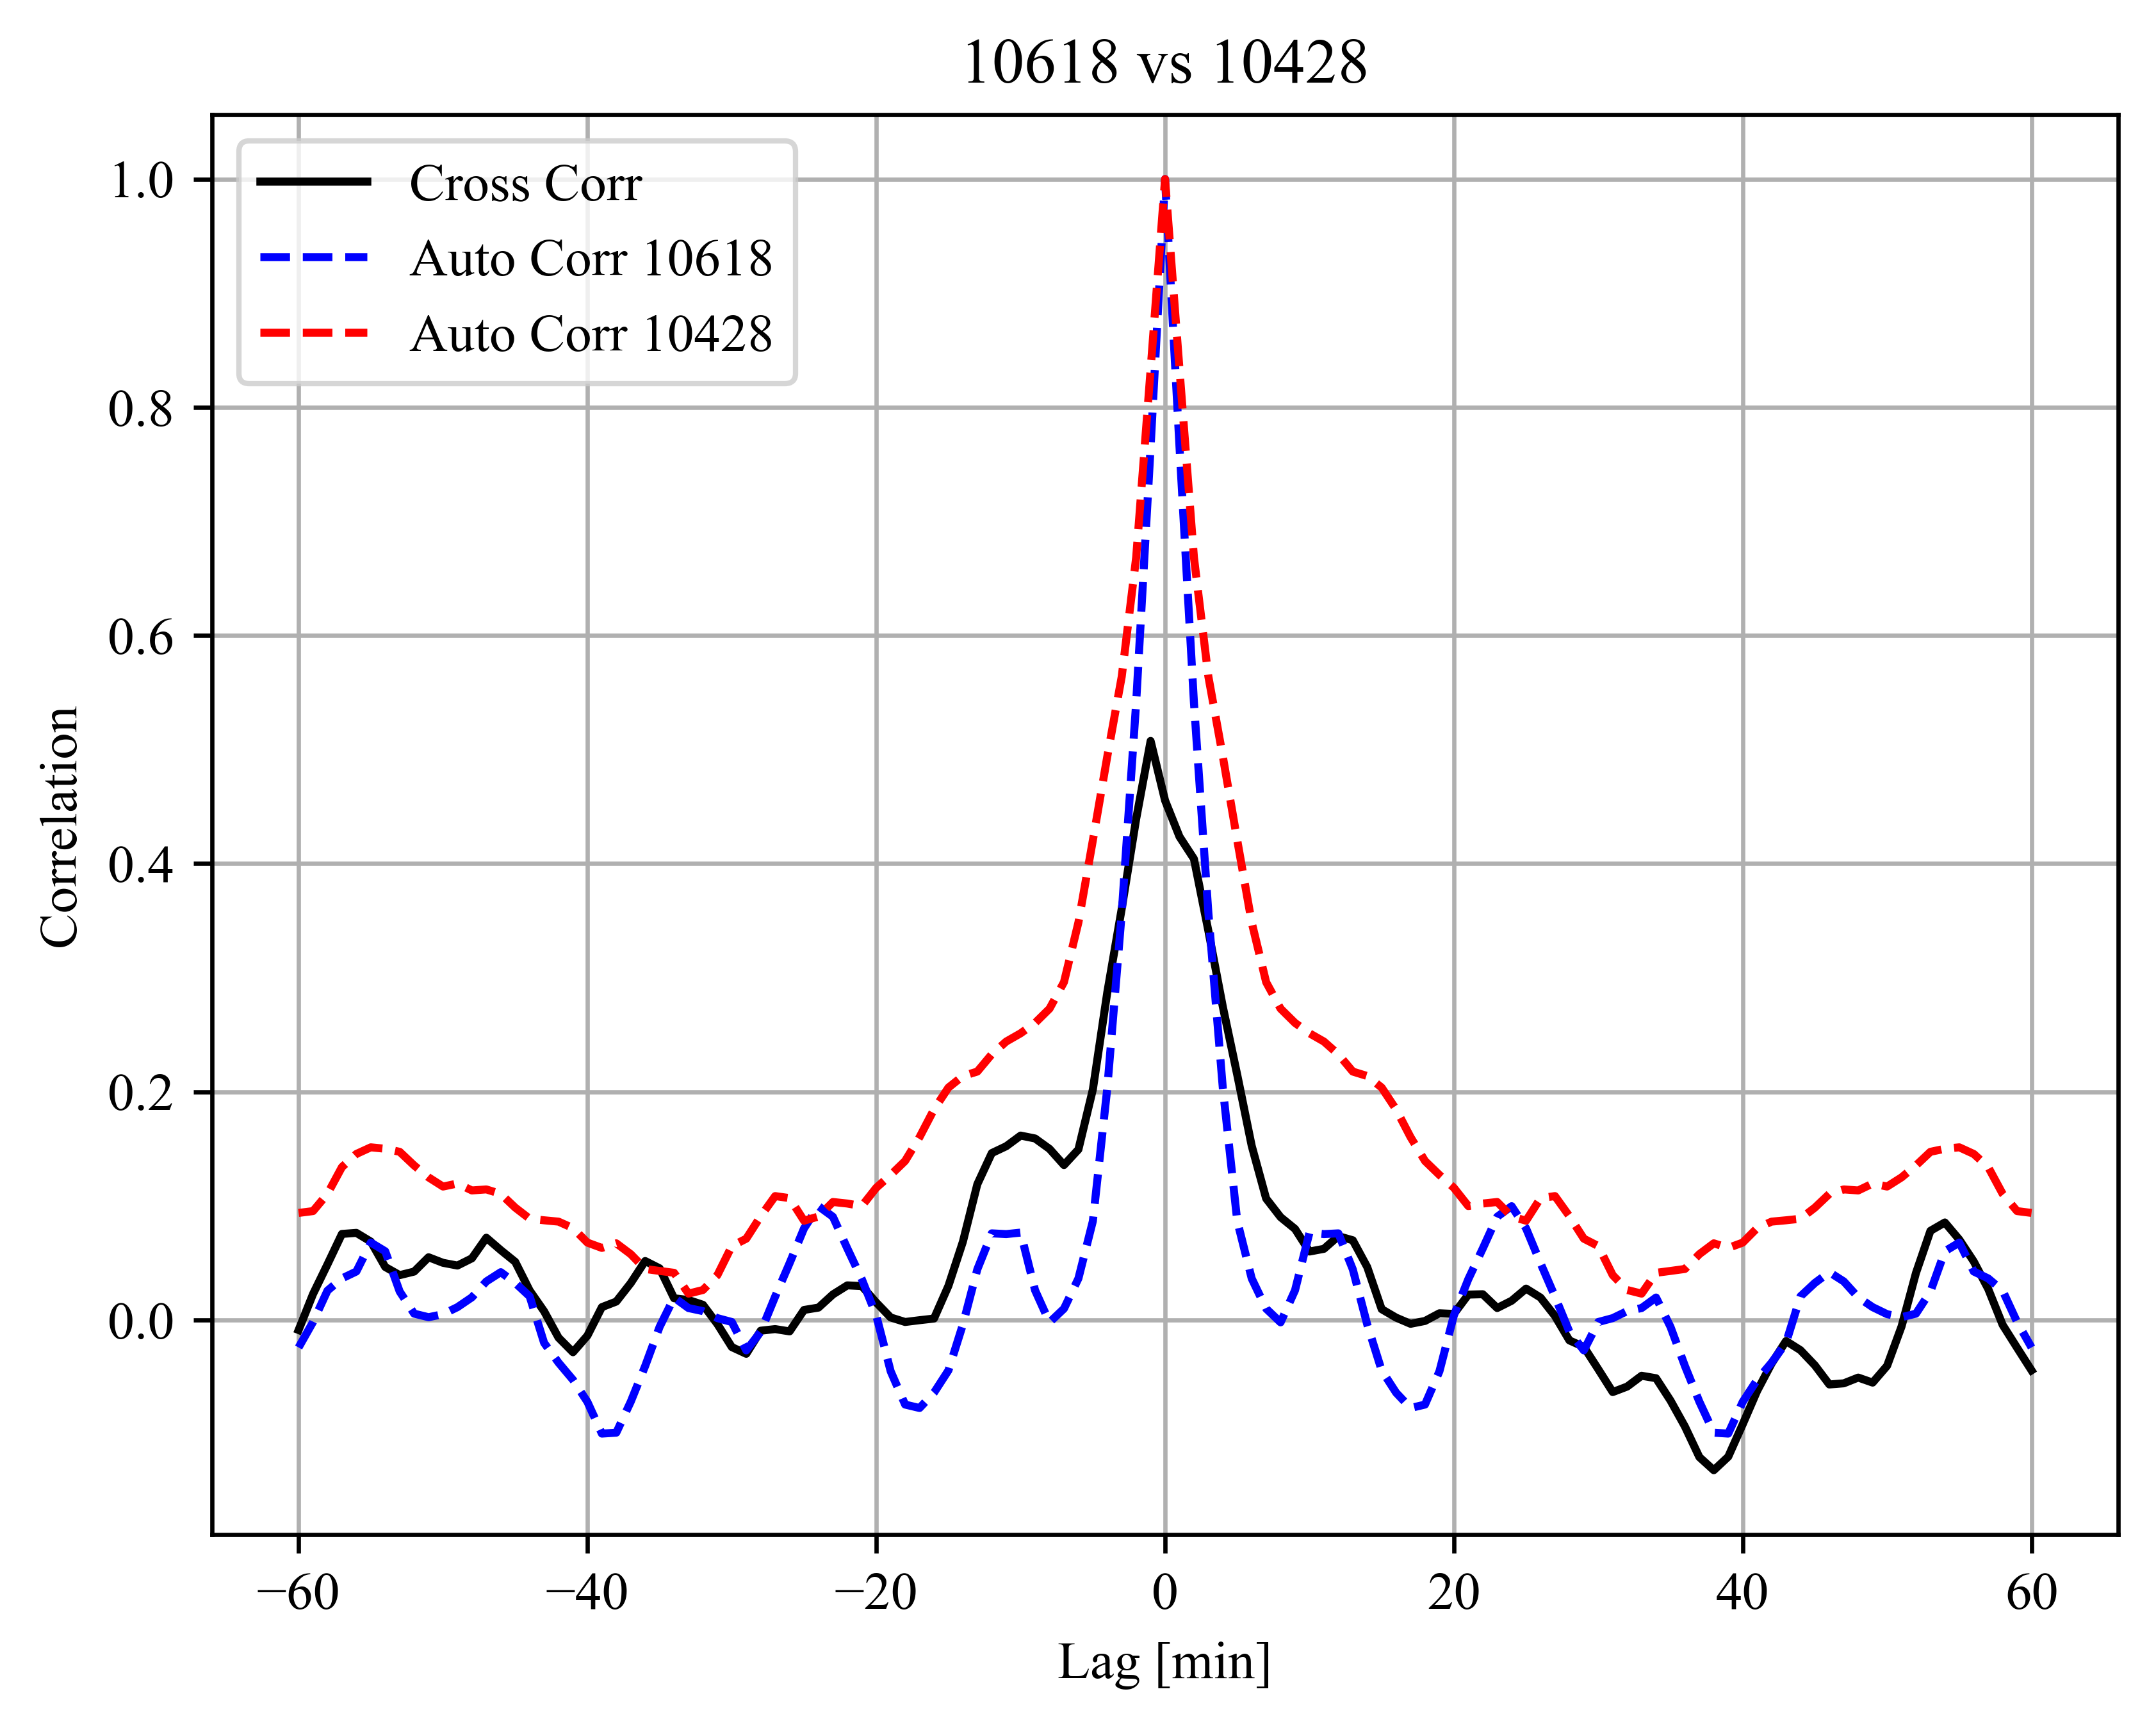 10618 vs 10428
Cross Corr
Auto Corr 10618
Auto Corr 10428
1.0
0.8
0.6
0.4
0.2
0.0
Correlation
−60
−40
−20
0
20
40
60
Lag [min]